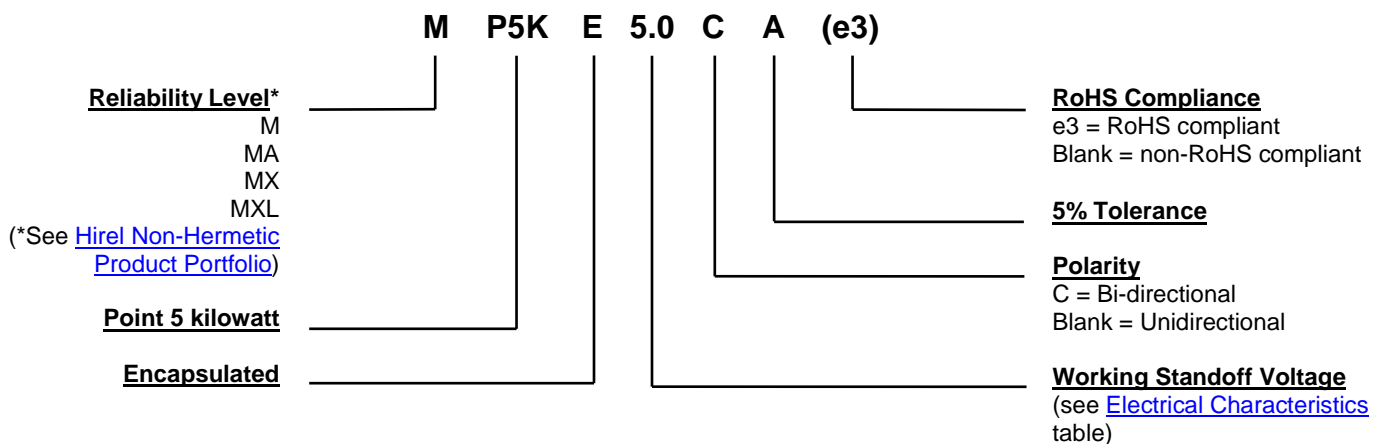 M P5K E 5.0 C A (e3)
Reliability Level*
M
MA
MX
MXL
(*See Hirel Non-Hermetic
Product Portfolio)
Point 5 kilowatt
Encapsulated
RoHS Compliance
e3 = RoHS compliant
Blank = non-RoHS compliant
5% Tolerance
Polarity
C = Bi-directional
Blank = Unidirectional
Working Standoff Voltage
(see Electrical Characteristics
table)